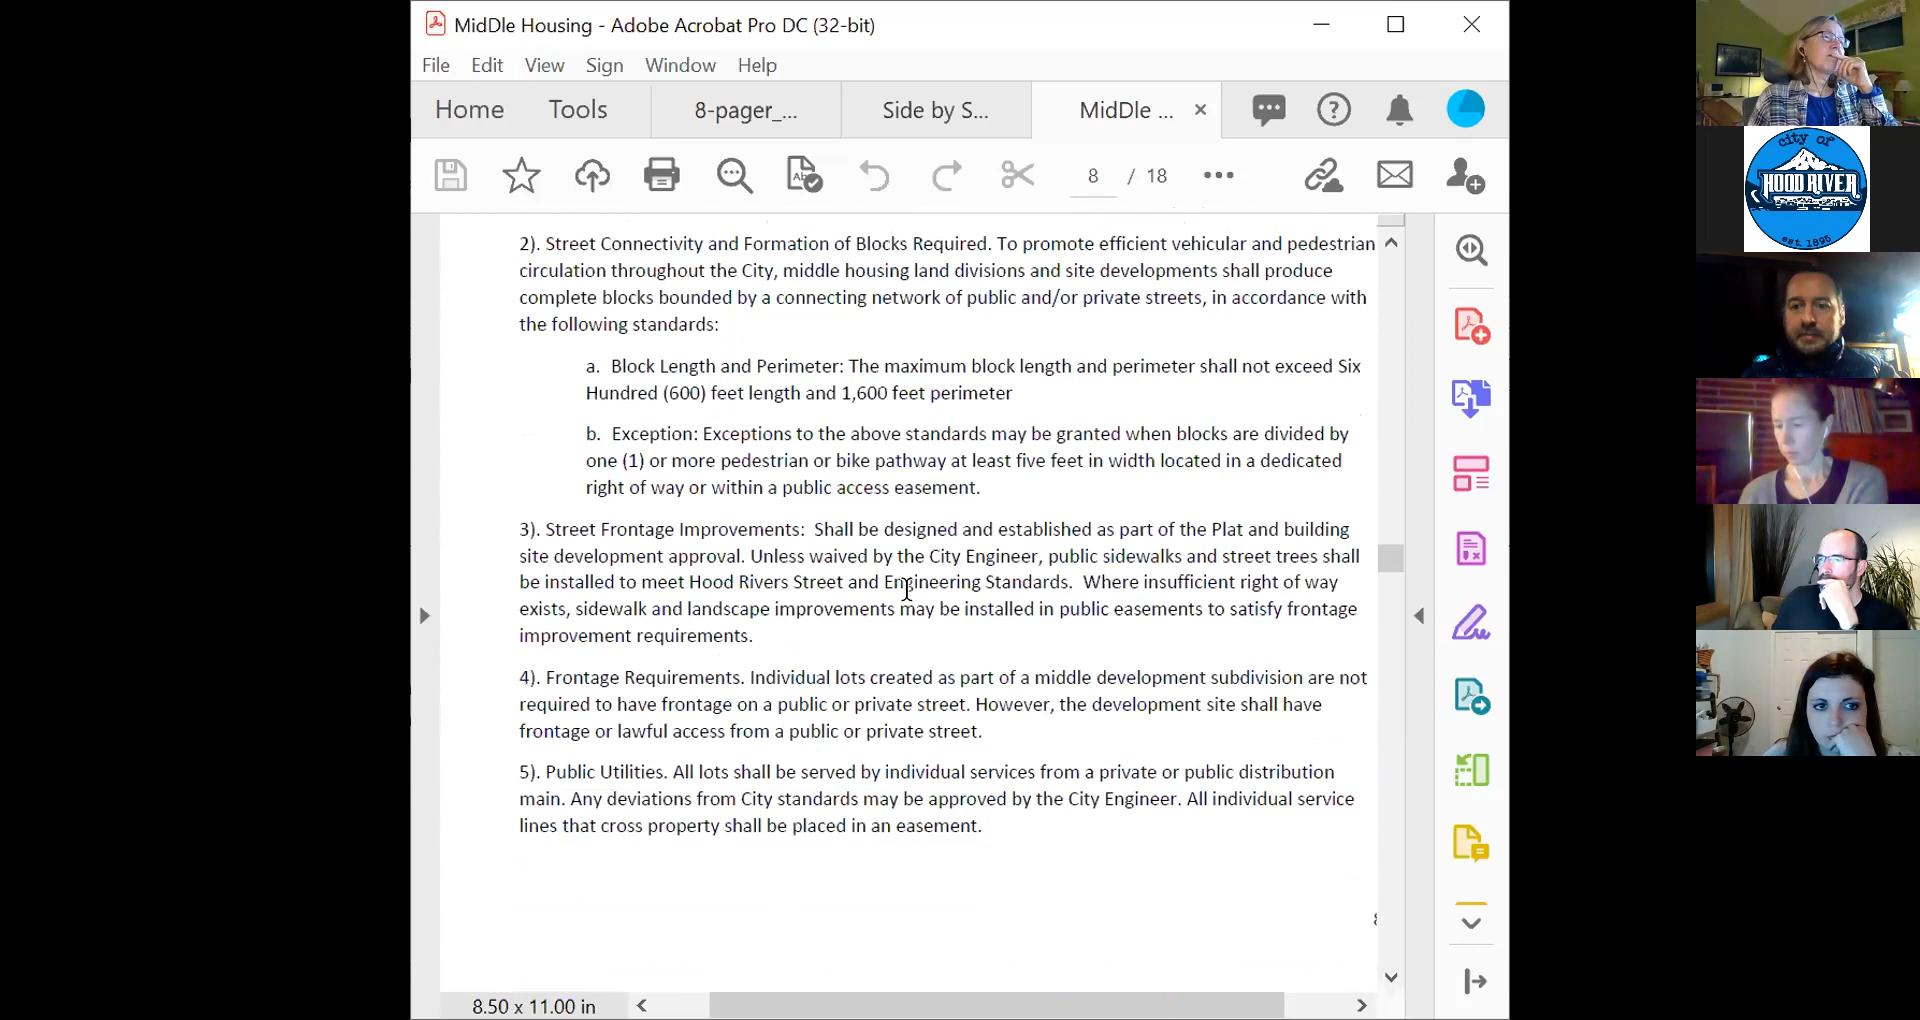 MidDle Housing - Adobe Acrobat Pro DC (32-bit)
File Edit View Sign Window Help
Home Tools 8-pager_... Side by S... MidDle ...
8 / 18
2). Street Connectivity and Formation of Blocks Required. To promote efficient vehicular and pedestrian
circulation throughout the City, middle housing land divisions and site developments shall produce
complete blocks bounded by a connecting network of public and/or private streets, in accordance with
the following standards:
a. Block Length and Perimeter: The maximum block length and perimeter shall not exceed Six
Hundred (600) feet length and 1,600 feet perimeter
b. Exception: Exceptions to the above standards may be granted when blocks are divided by
one (1) or more pedestrian or bike pathway at least five feet in width located in a dedicated
right of way or within a public access easement.
3). Street Frontage Improvements: Shall be designed and established as part of the Plat and building
site development approval. Unless waived by the City Engineer, public sidewalks and street trees shall
be installed to meet Hood Rivers Street and Engineering Standards. Where insufficient right of way
exists, sidewalk and landscape improvements may be installed in public easements to satisfy frontage
improvement requirements.
4). Frontage Requirements. Individual lots created as part of a middle development subdivision are not
required to have frontage on a public or private street. However, the development site shall have
frontage or lawful access from a public or private street.
5). Public Utilities. All lots shall be served by individual services from a private or public distribution
main. Any deviations from City standards may be approved by the City Engineer. All individual service
lines that cross property shall be placed in an easement.
8.50 x 11.00 in
city of
HOOD RIVER
est. 1895